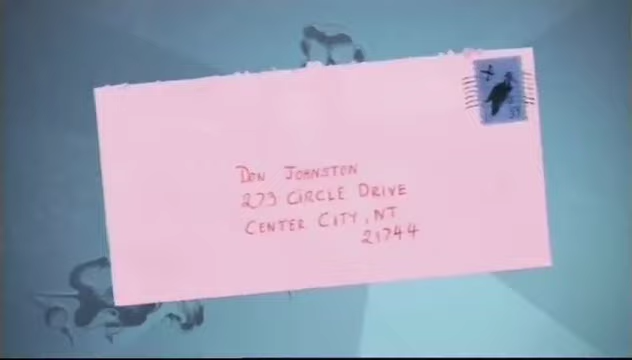 DON JOHNSTON
273 CIRCLE DRIVE
CENTER CITY, NT
21744